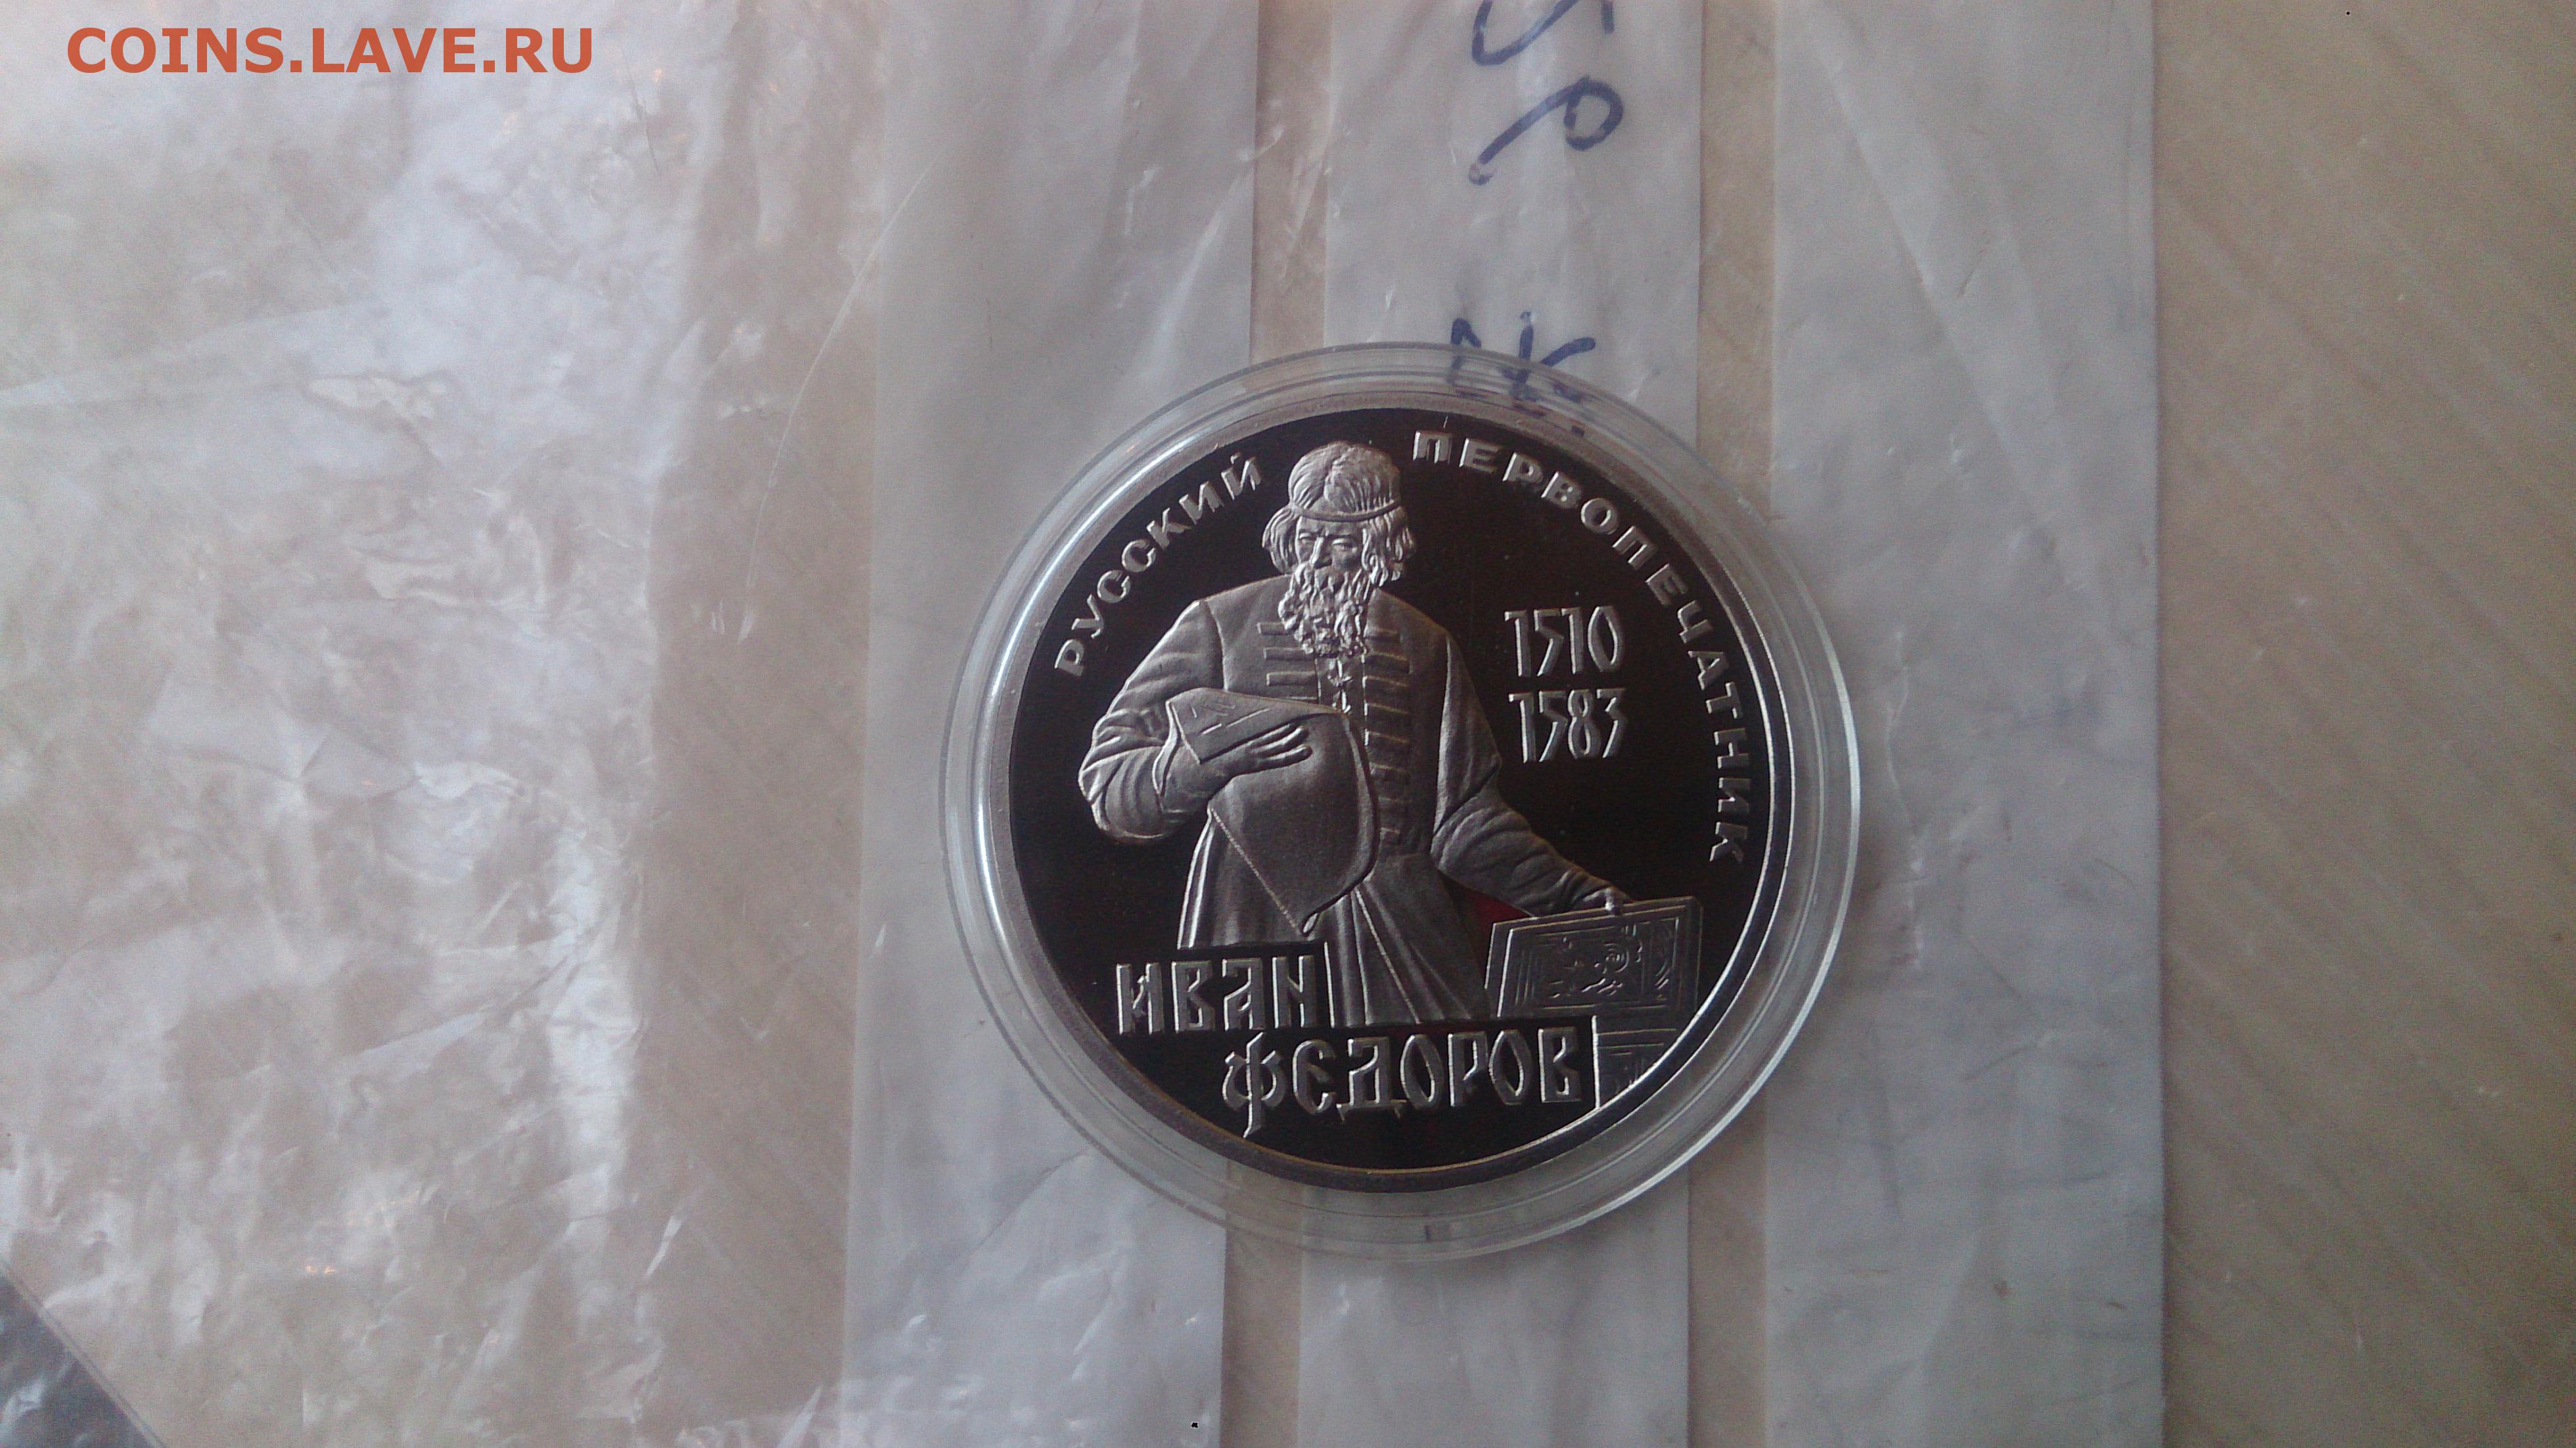 COINS.LAVE.RU
РУССКИЙ ПЕРВОПЕЧАТНИК
1510
1583
ИВАН
ФЕДОРОВ